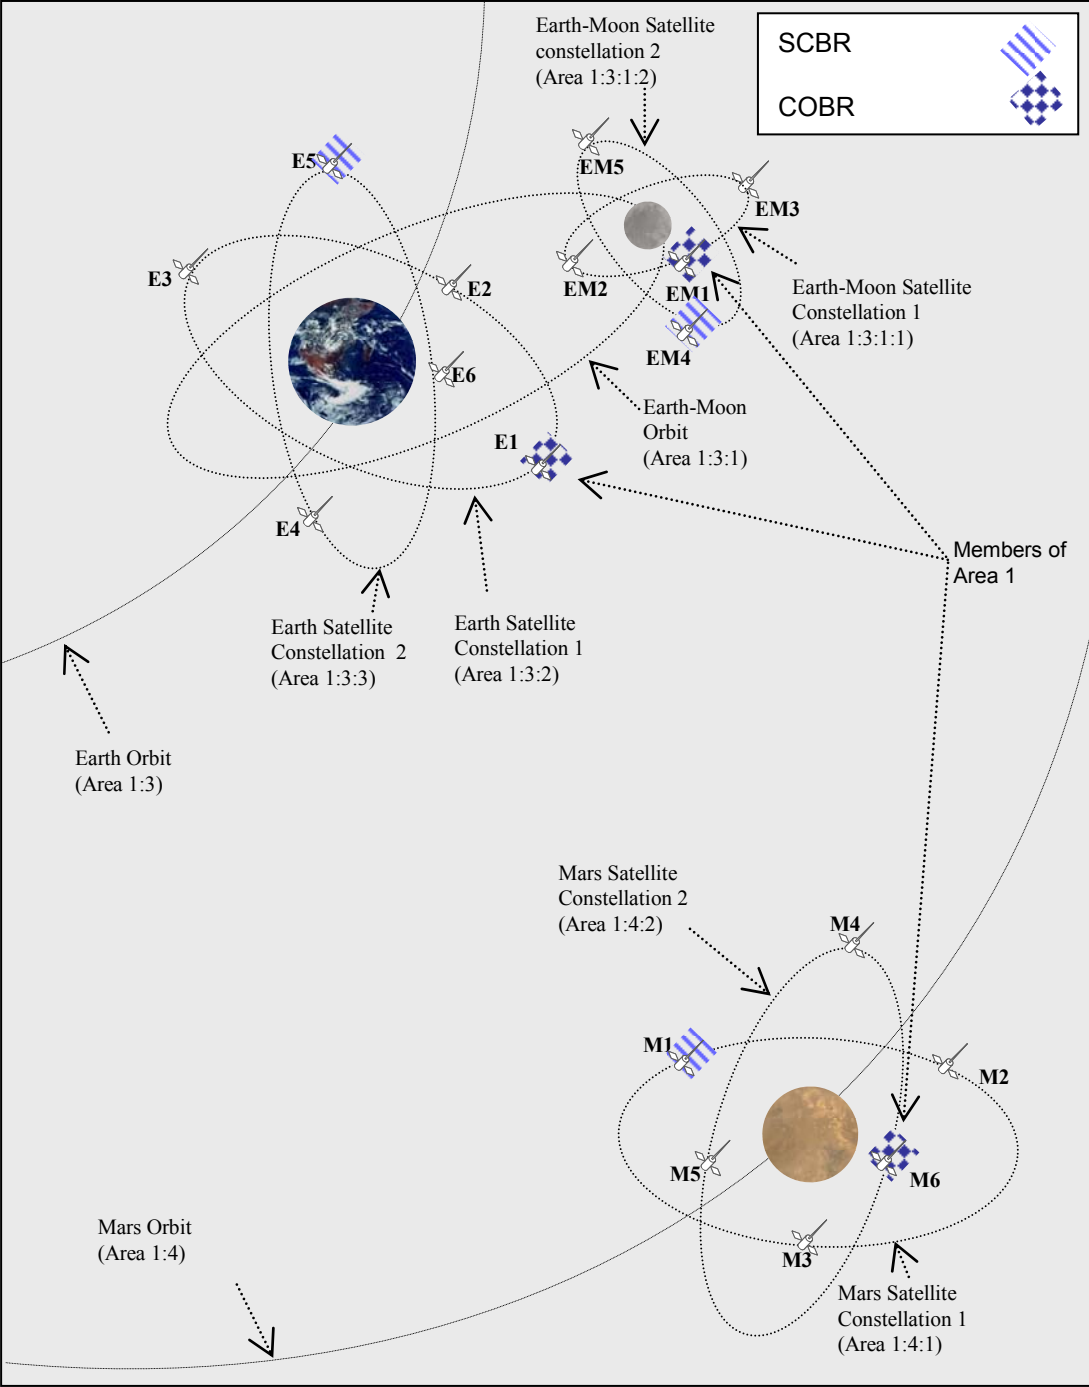 Earth-Moon Satellite
constellation 2
(Area 1:3:1:2)
SCBR
COBR
E5
EM5
EM3
E3
E2
EM2
EM1
Earth-Moon Satellite
Constellation 1
(Area 1:3:1:1)
EM4
E6
Earth-Moon
Orbit
(Area 1:3:1)
E1
E4
Members of
Area 1
Earth Satellite
Constellation 2
(Area 1:3:3)
Earth Satellite
Constellation 1
(Area 1:3:2)
Earth Orbit
(Area 1:3)
Mars Satellite
Constellation 2
(Area 1:4:2)
M4
M1
M2
M5
M6
M3
Mars Orbit
(Area 1:4)
Mars Satellite
Constellation 1
(Area 1:4:1)